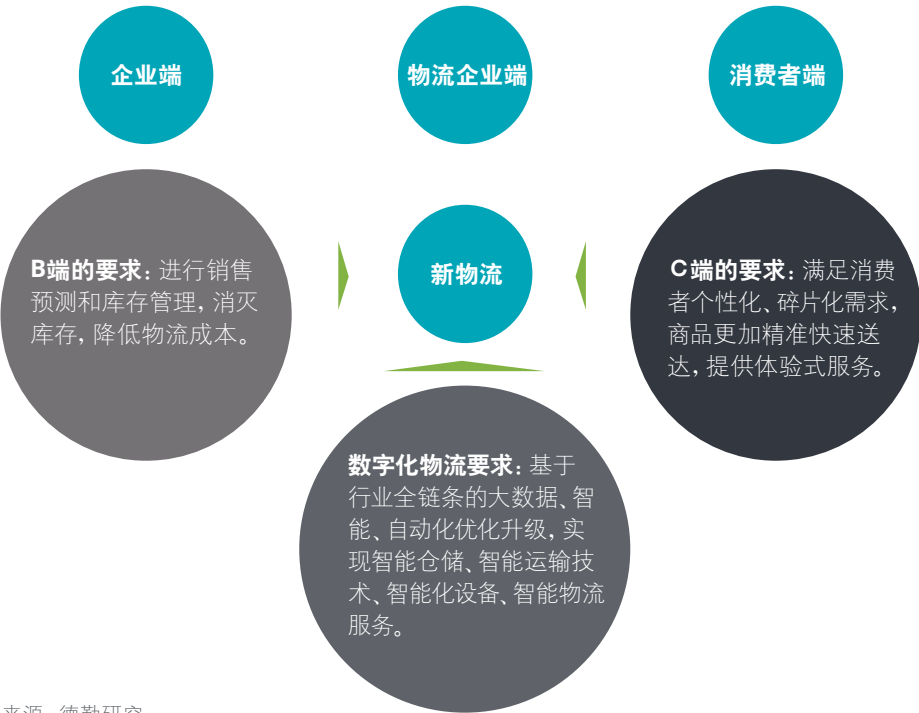 企业端
物流企业端
消费者端
B端的要求: 进行销售
预测和库存管理, 消灭
库存, 降低物流成本。
新物流
C端的要求: 满足消费
者个性化、碎片化需求,
商品更加精准快速送
达, 提供体验式服务。
数字化物流要求: 基于
行业全链条的大数据、智
能、自动化优化升级, 实
现智能仓储、智能运输技
术、智能化设备、智能物流
服务。
来源: 德勤研究